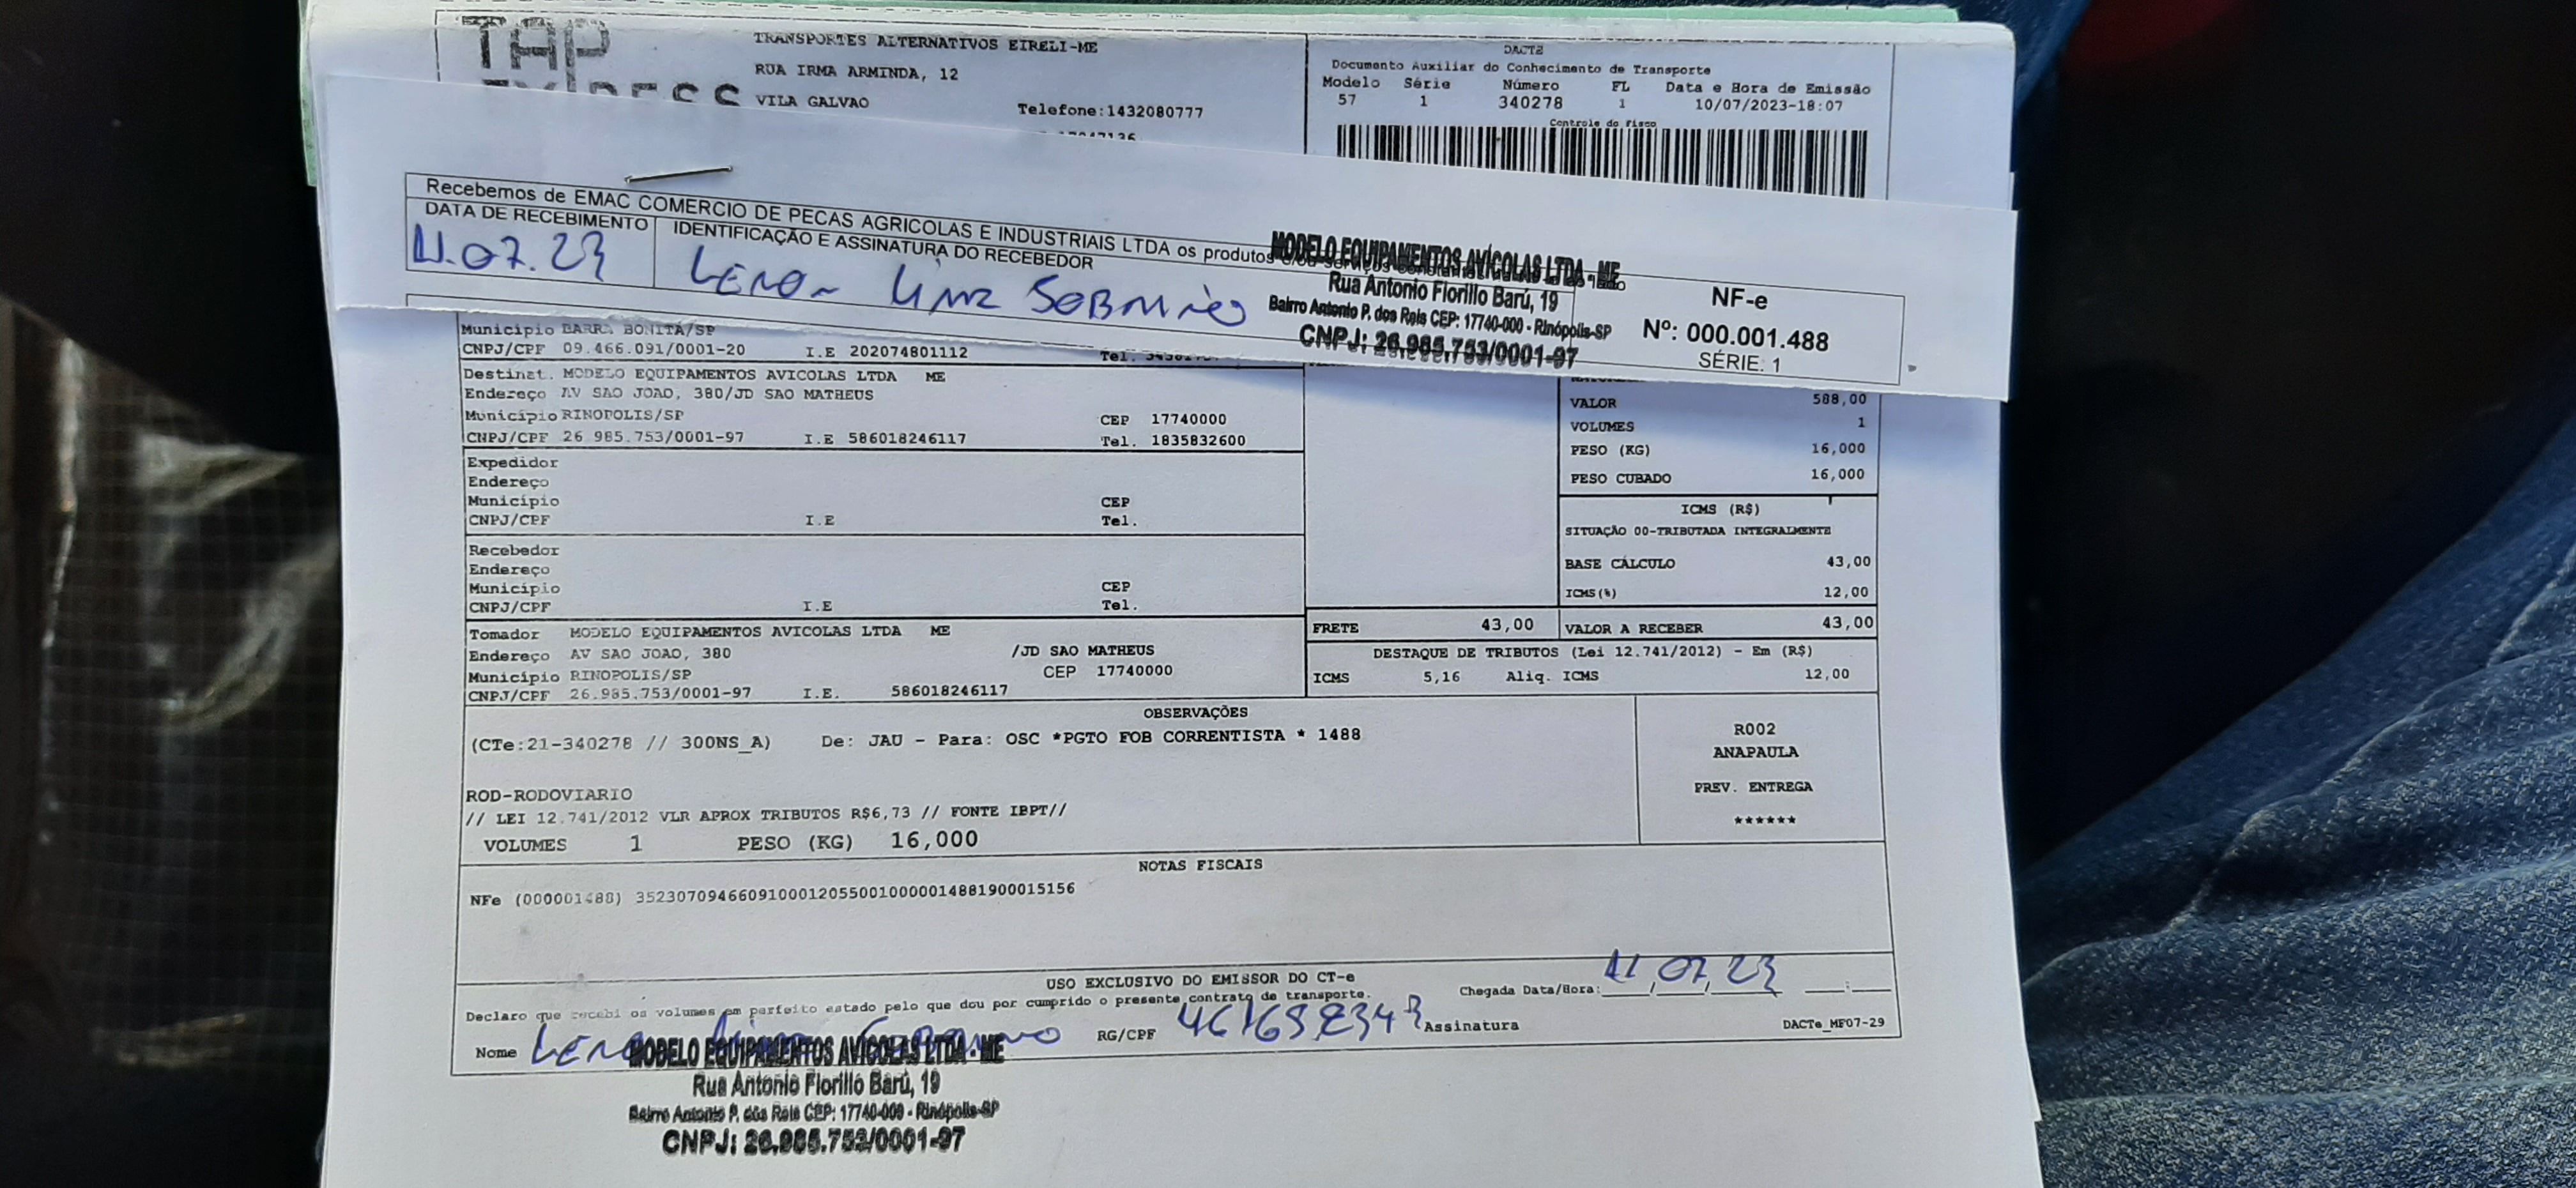 TAP
Express
TRANSPORTES ALTERNATIVOS EIRELI-ME
RUA IRMA ARMINDA, 12
VILA GALVAO Telefone:1432080777
DACTE
Documento Auxiliar do Conhecimento de Transporte
Modelo Série Número FL Data e Hora de Emissão
57 1 340278 1 10/07/2023-18:07
Controle do Fisco
Recebemos de EMAC COMERCIO DE PECAS AGRICOLAS E INDUSTRIAIS LTDA os produtos
DATA DE RECEBIMENTO IDENTIFICAÇÃO E ASSINATURA DO RECEBEDOR
11.07.23
MODELO EQUIPAMENTOS AVÍCOLAS LTDA - ME
Rua Antonio Fiorillo Barú, 19
Bairro Antonio P. dos Reis CEP: 17740-000 - Rinópolis-SP
CNPJ: 26.985.753/0001-97
NF-e
Nº: 000.001.488
SÉRIE: 1
Município BARRA BONITA/SP
CNPJ/CPF 09.466.091/0001-20 I.E 202074801112 Tel.
Destinat. MODELO EQUIPAMENTOS AVICOLAS LTDA ME
Endereço AV SAO JOAO, 380/JD SAO MATHEUS
Município RINOPOLIS/SP CEP 17740000
CNPJ/CPF 26.985.753/0001-97 I.E 586018246117 Tel. 1835832600
Expedidor
Endereço
Município CEP
CNPJ/CPF I.E Tel.
Recebedor
Endereço
Município CEP
CNPJ/CPF I.E Tel.
Tomador MODELO EQUIPAMENTOS AVICOLAS LTDA ME
Endereço AV SAO JOAO, 380 /JD SAO MATHEUS
Município RINOPOLIS/SP CEP 17740000
CNPJ/CPF 26.985.753/0001-97 I.E. 586018246117
VALOR 588,00
VOLUMES 1
PESO (KG) 16,000
PESO CUBADO 16,000
ICMS (R$)
SITUAÇÃO 00-TRIBUTADA INTEGRALMENTE
BASE CÁLCULO 43,00
ICMS(%) 12,00
FRETE 43,00 VALOR A RECEBER 43,00
DESTAQUE DE TRIBUTOS (Lei 12.741/2012) - Em (R$)
ICMS 5,16 Aliq. ICMS 12,00
OBSERVAÇÕES
(CTe:21-340278 // 300NS_A) De: JAU - Para: OSC *PGTO FOB CORRENTISTA * 1488
ROD-RODOVIARIO
// LEI 12.741/2012 VLR APROX TRIBUTOS R$6,73 // FONTE IBPT//
VOLUMES 1 PESO (KG) 16,000
R002
ANAPAULA
PREV. ENTREGA
******
NOTAS FISCAIS
NFe (000001488) 35230709466091000120550010000014881900015156
USO EXCLUSIVO DO EMISSOR DO CT-e
Declaro que recebi os volumes em perfeito estado pelo que dou por cumprido o presente contrato de transporte.
Chegada Data/Hora: 11,07,23
Nome RG/CPF Assinatura
DACTe_MF07-29
MODELO EQUIPAMENTOS AVÍCOLAS LTDA - ME
Rua Antonio Fiorillo Barú, 19
Bairro Antonio P. dos Reis CEP: 17740-000 - Rinópolis-SP
CNPJ: 26.985.753/0001-97